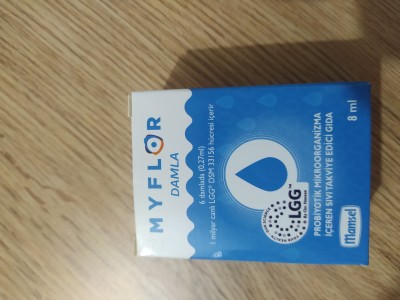 MYFLOR
DAMLA
6 damlada (0,27ml)
1 milyar canlı LGG® DSM 33156 hücresi içerir
LGG™
PROBİYOTİK MİKROORGANİZMA
İÇEREN SIVI TAKVİYE EDİCİ GIDA
Mamsel
8 ml